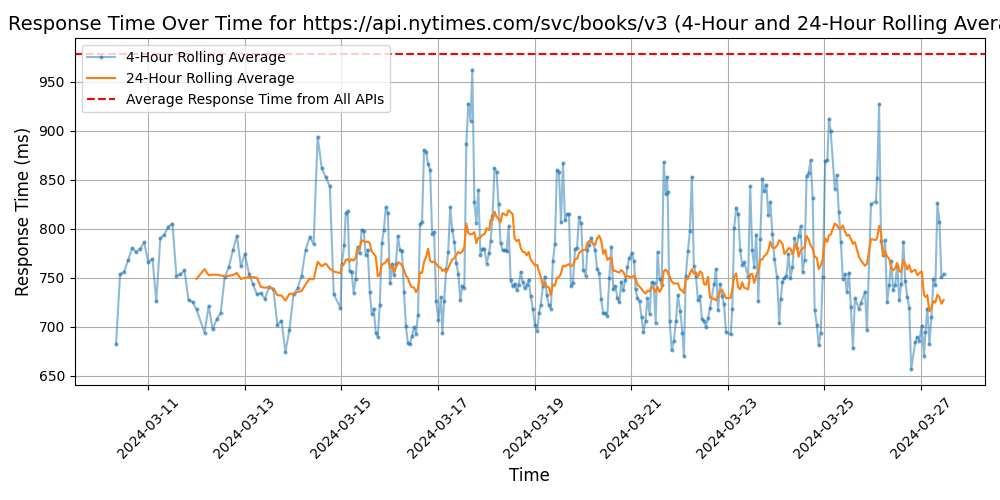 Response Time Over Time for https://api.nytimes.com/svc/books/v3 (4-Hour and 24-Hour Rolling Avera
4-Hour Rolling Average
24-Hour Rolling Average
Average Response Time from All APIs
Response Time (ms)
950
900
850
800
750
700
650
2024-03-11
2024-03-13
2024-03-15
2024-03-17
2024-03-19
2024-03-21
2024-03-23
2024-03-25
2024-03-27
Time